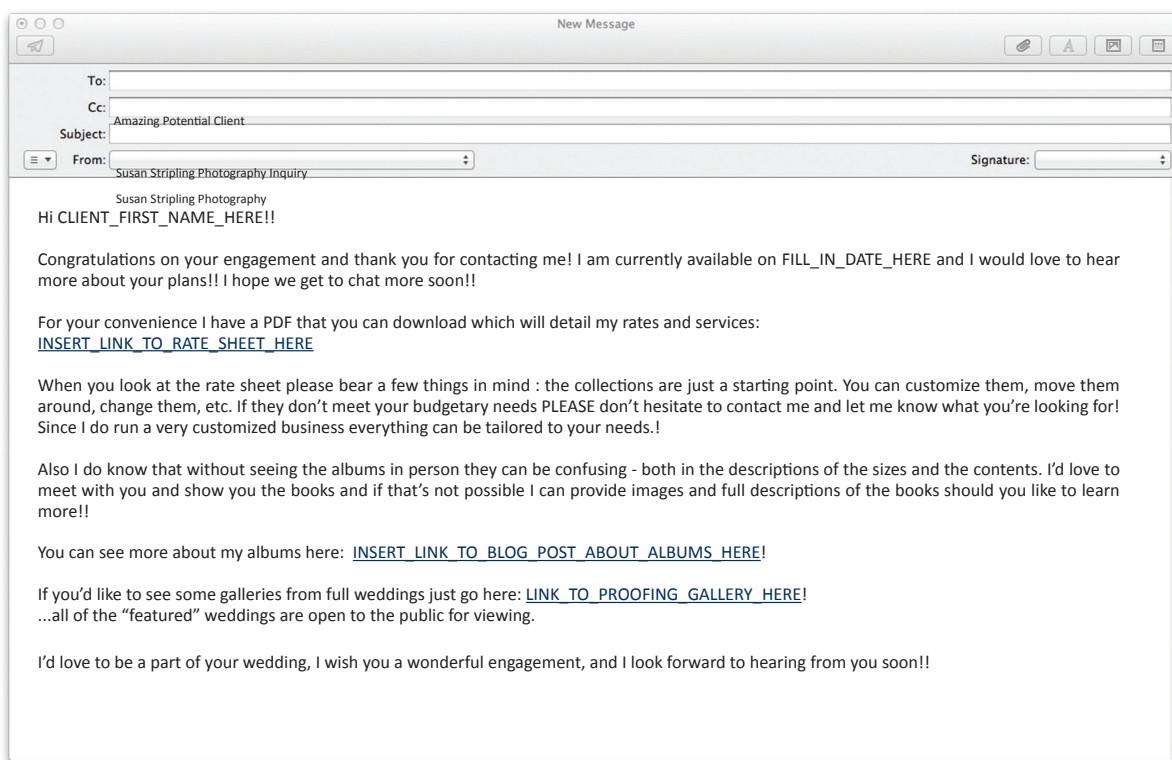 New Message
To:
Cc:
Amazing Potential Client
Subject:
From:
Signature:
Susan Stripling Photography Inquiry
Susan Stripling Photography
Hi CLIENT_FIRST_NAME_HERE!!
Congratulations on your engagement and thank you for contacting me! I am currently available on FILL_IN_DATE_HERE and I would love to hear
more about your plans!! I hope we get to chat more soon!!
For your convenience I have a PDF that you can download which will detail my rates and services:
INSERT_LINK_TO_RATE_SHEET_HERE
When you look at the rate sheet please bear a few things in mind : the collections are just a starting point. You can customize them, move them
around, change them, etc. If they don’t meet your budgetary needs PLEASE don’t hesitate to contact me and let me know what you’re looking for!
Since I do run a very customized business everything can be tailored to your needs.!
Also I do know that without seeing the albums in person they can be confusing - both in the descriptions of the sizes and the contents. I’d love to
meet with you and show you the books and if that’s not possible I can provide images and full descriptions of the books should you like to learn
more!!
You can see more about my albums here:  INSERT_LINK_TO_BLOG_POST_ABOUT_ALBUMS_HERE!
If you’d like to see some galleries from full weddings just go here: LINK_TO_PROOFING_GALLERY_HERE!
...all of the “featured” weddings are open to the public for viewing.
I’d love to be a part of your wedding, I wish you a wonderful engagement, and I look forward to hearing from you soon!!